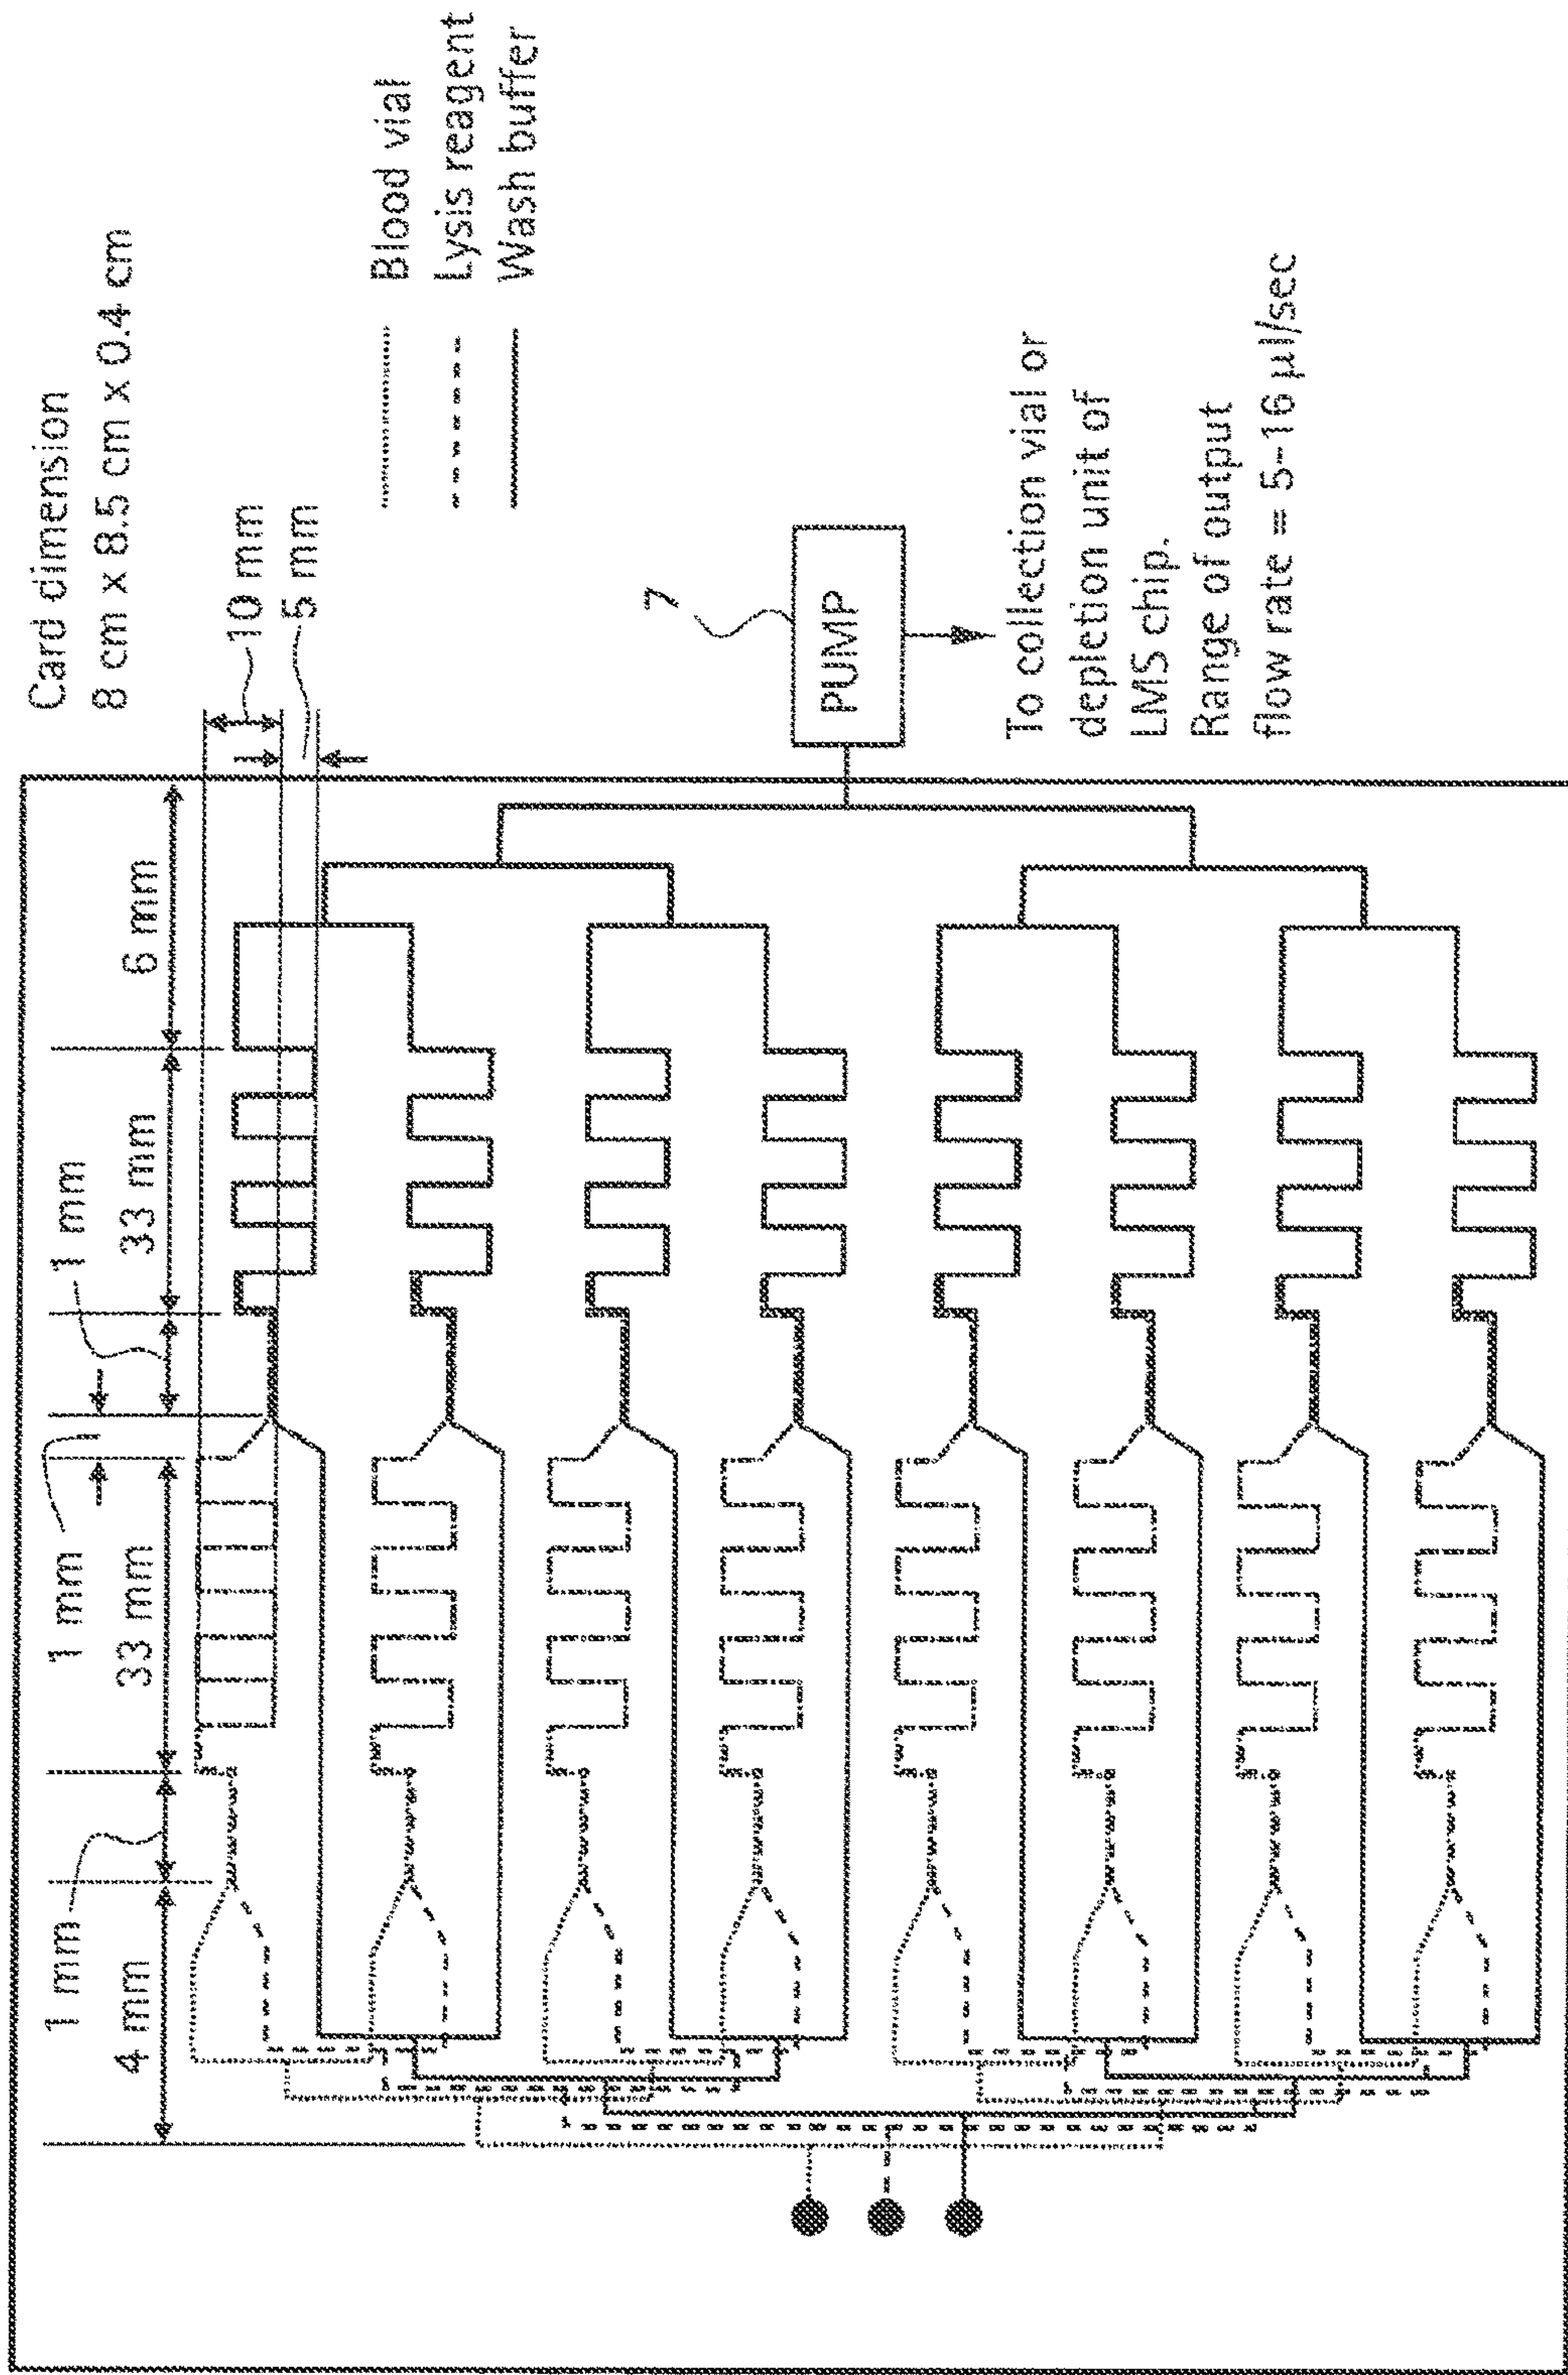 Card dimension
8 cm x 8.5 cm x 0.4 cm
10 mm
5 mm
Blood vial
Lysis reagent
Wash buffer
4 mm
1 mm
33 mm
1 mm
1 mm
33 mm
6 mm
7
PUMP
To collection vial or
depletion unit of
LMS chip.
Range of output
flow rate = 5-16 µl/sec